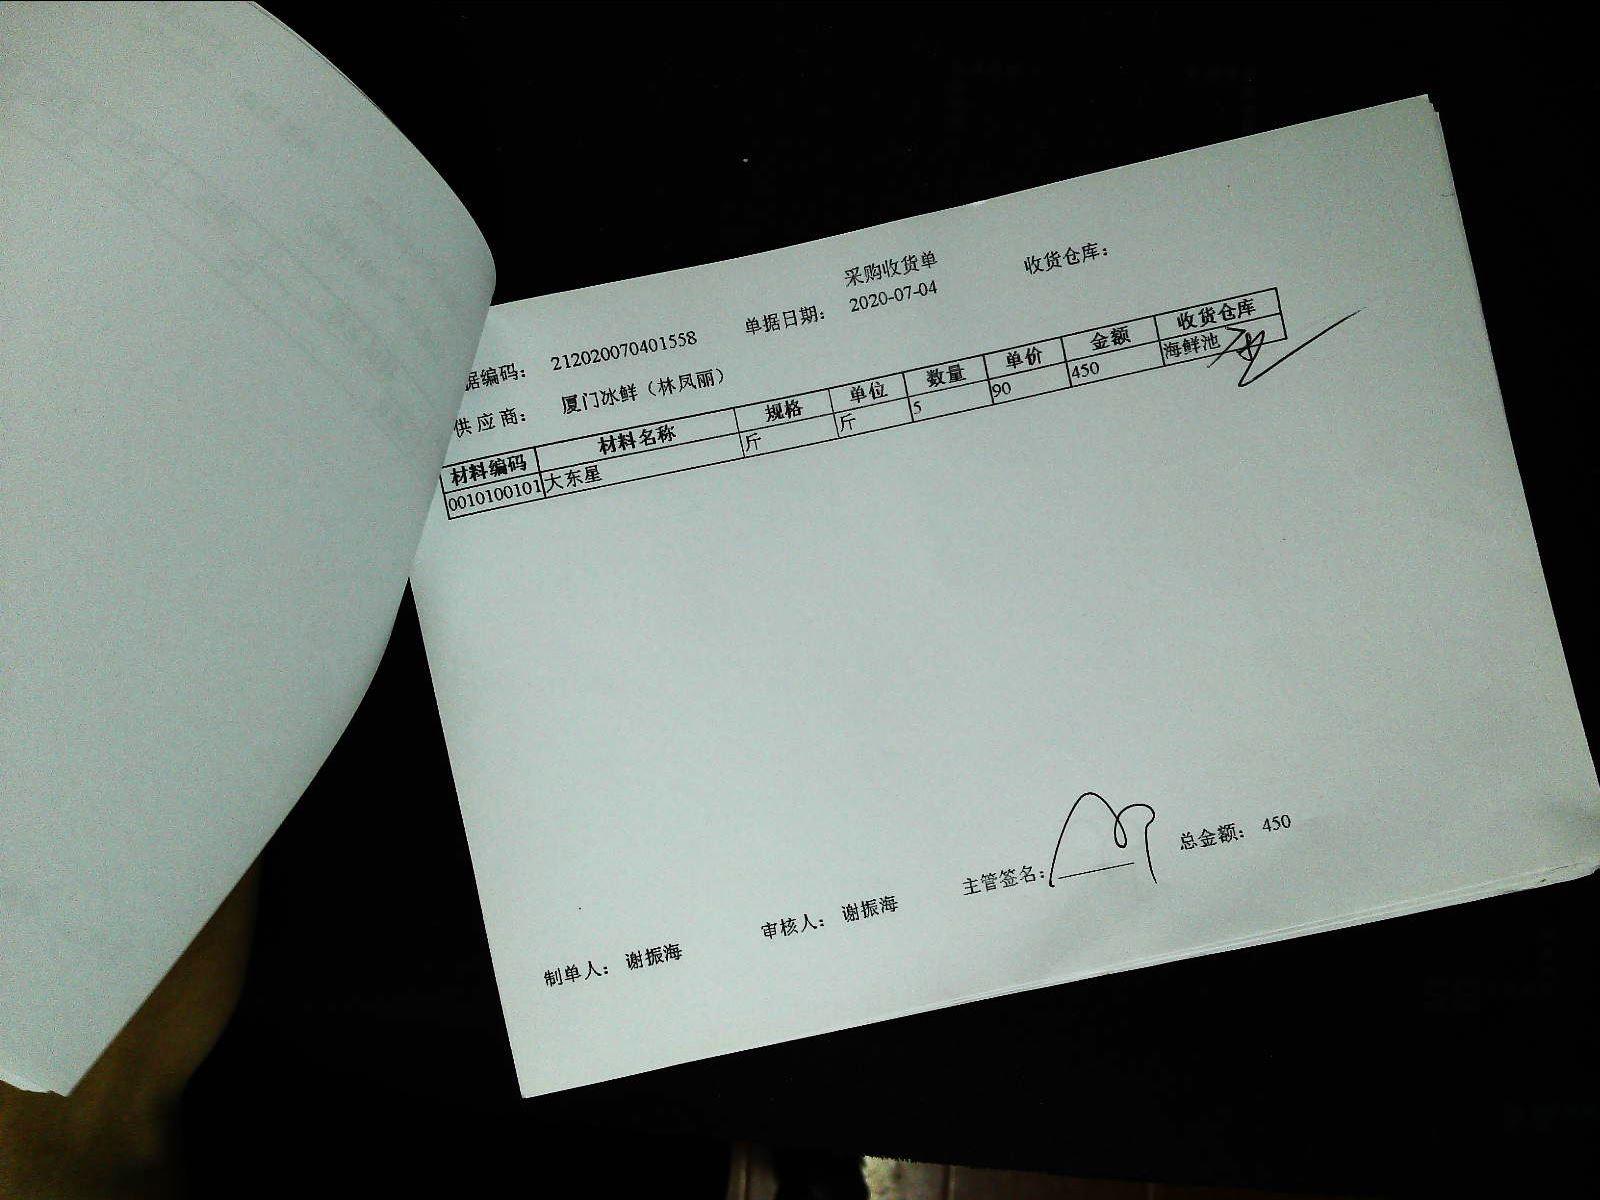 采购收货单
据编码： 212020070401558 单据日期： 2020-07-04 收货仓库：
供应商： 厦门冰鲜（林凤丽）
材料编码 材料名称 规格 单位 数量 单价 金额 收货仓库
0010100101 大东星 斤 斤 5 90 450 海鲜池
制单人： 谢振海 审核人： 谢振海 主管签名： 总金额： 450